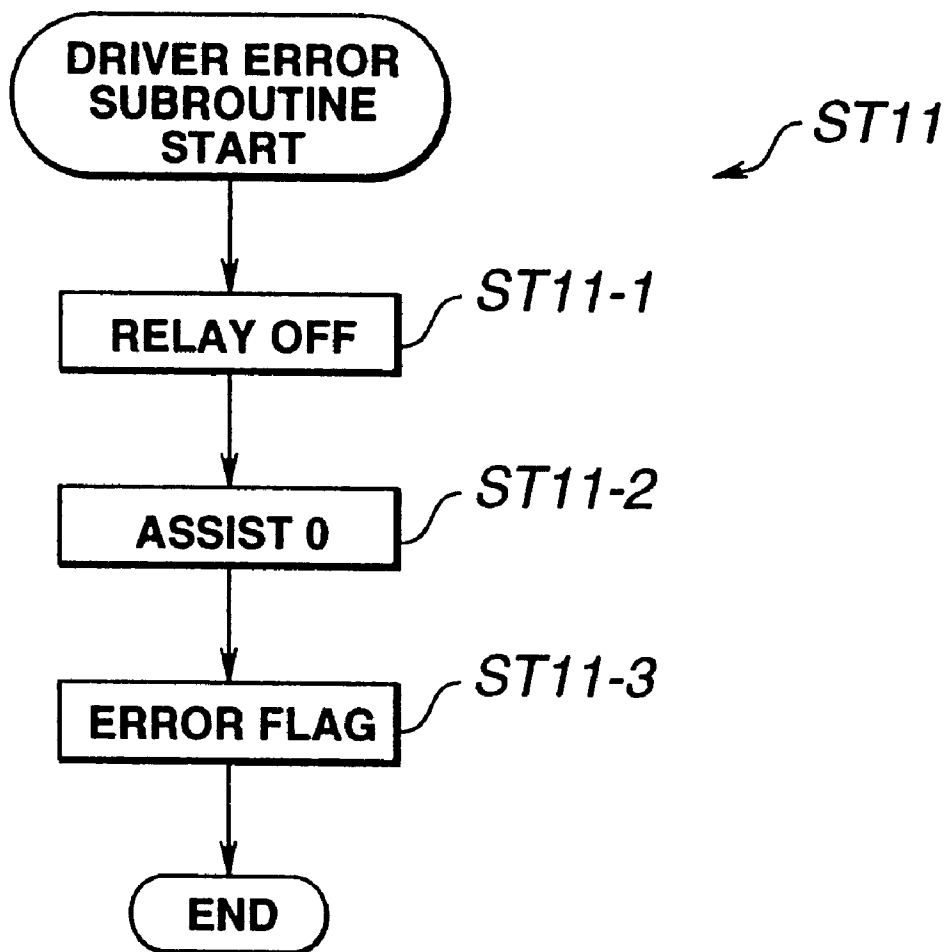 DRIVER ERROR
SUBROUTINE
START
ST11
RELAY OFF
ST11-1
ASSIST 0
ST11-2
ERROR FLAG
ST11-3
END